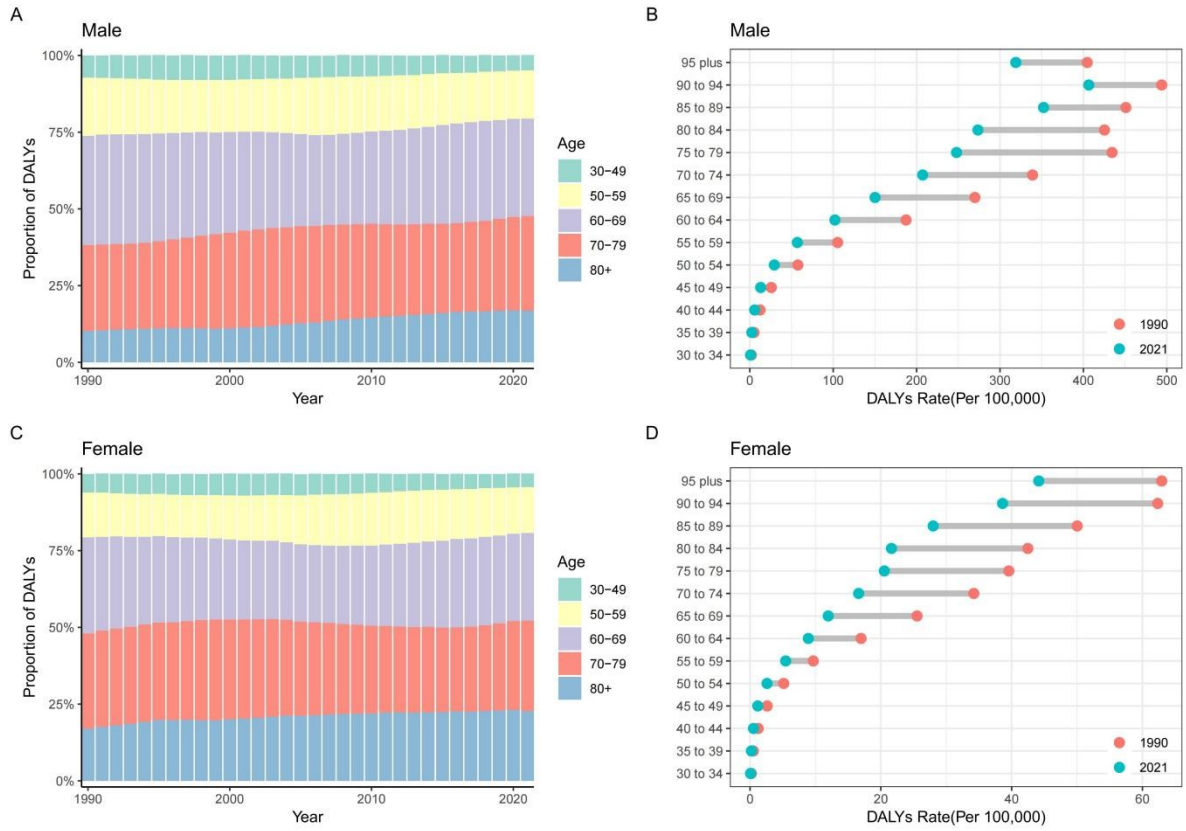 A
Male
Proportion of DALYs
100%
75%
50%
25%
0%
1990
2000
2010
2020
Year
Age
30−49
50−59
60−69
70−79
80+
B
Male
95 plus
90 to 94
85 to 89
80 to 84
75 to 79
70 to 74
65 to 69
60 to 64
55 to 59
50 to 54
45 to 49
40 to 44
35 to 39
30 to 34
1990
2021
0
100
200
300
400
500
DALYs Rate(Per 100,000)
C
Female
Proportion of DALYs
100%
75%
50%
25%
0%
1990
2000
2010
2020
Year
Age
30−49
50−59
60−69
70−79
80+
D
Female
95 plus
90 to 94
85 to 89
80 to 84
75 to 79
70 to 74
65 to 69
60 to 64
55 to 59
50 to 54
45 to 49
40 to 44
35 to 39
30 to 34
1990
2021
0
20
40
60
DALYs Rate(Per 100,000)